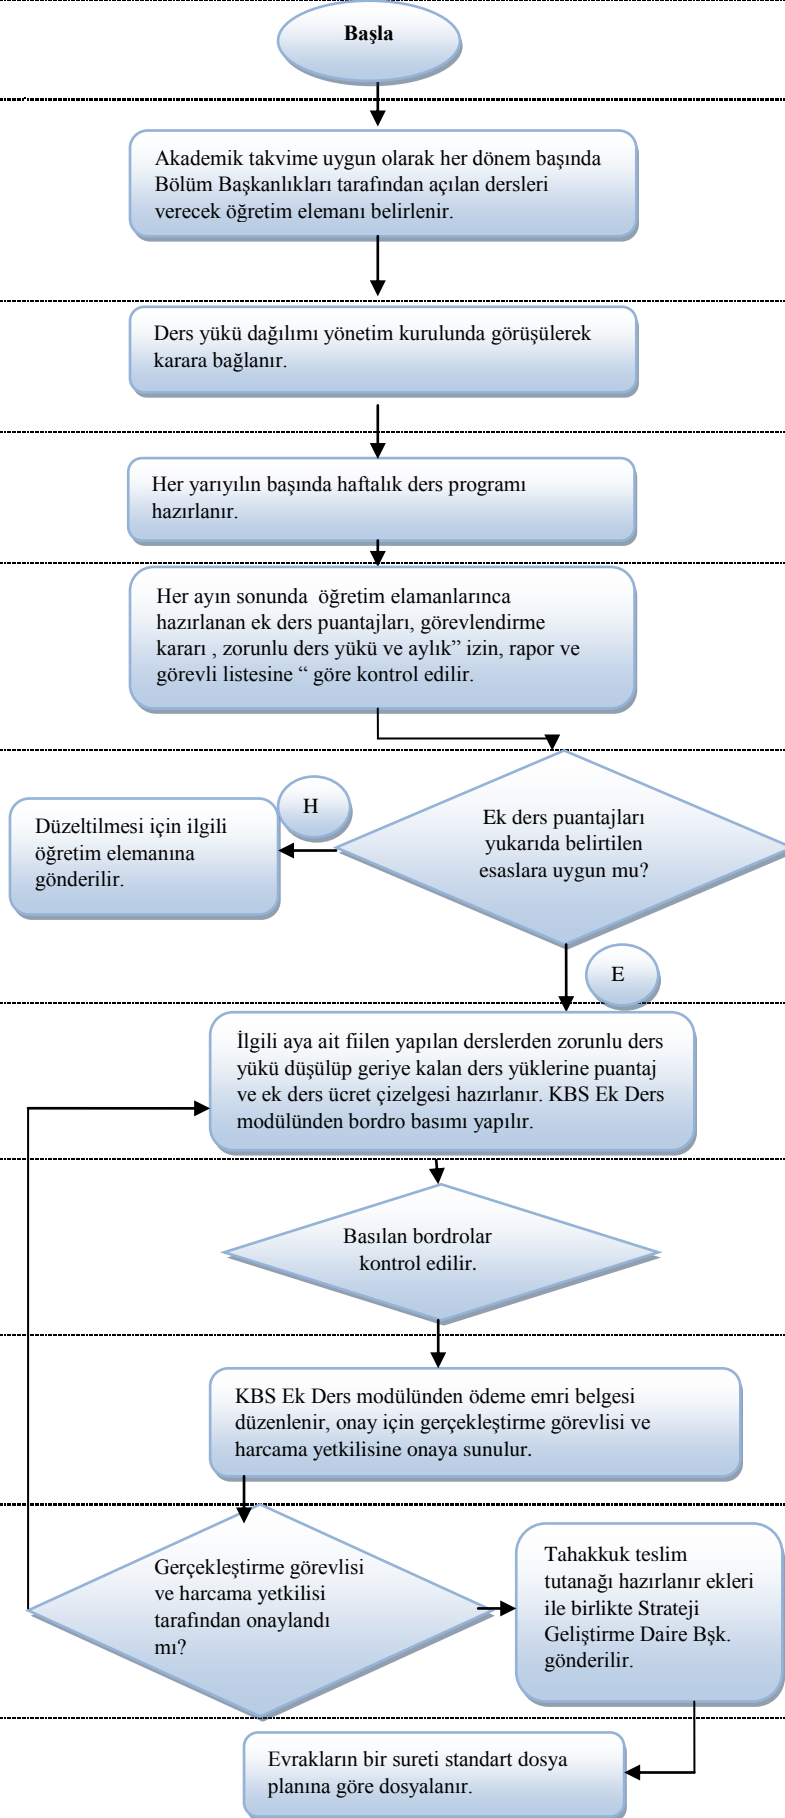 Başla
Akademik takvime uygun olarak her dönem başında
Bölüm Başkanlıkları tarafından açılan dersleri
verecek öğretim elemanı belirlenir.
Ders yükü dağılımı yönetim kurulunda görüşülerek
karara bağlanır.
Her yarıyılın başında haftalık ders programı
hazırlanır.
Her ayın sonunda öğretim elamanlarınca
hazırlanan ek ders puantajları, görevlendirme
kararı , zorunlu ders yükü ve aylık” izin, rapor ve
görevli listesine “ göre kontrol edilir.
H
Düzeltilmesi için ilgili
öğretim elemanına
gönderilir.
Ek ders puantajları
yukarıda belirtilen
esaslara uygun mu?
E
İlgili aya ait fiilen yapılan derslerden zorunlu ders
yükü düşülüp geriye kalan ders yüklerine puantaj
ve ek ders ücret çizelgesi hazırlanır. KBS Ek Ders
modülünden bordro basımı yapılır.
Basılan bordrolar
kontrol edilir.
KBS Ek Ders modülünden ödeme emri belgesi
düzenlenir, onay için gerçekleştirme görevlisi ve
harcama yetkilisine onaya sunulur.
Gerçekleştirme görevlisi
ve harcama yetkilisi
tarafından onaylandı
mı?
Tahakkuk teslim
tutanağı hazırlanır ekleri
ile birlikte Strateji
Geliştirme Daire Bşk.
gönderilir.
Evrakların bir sureti standart dosya
planına göre dosyalanır.